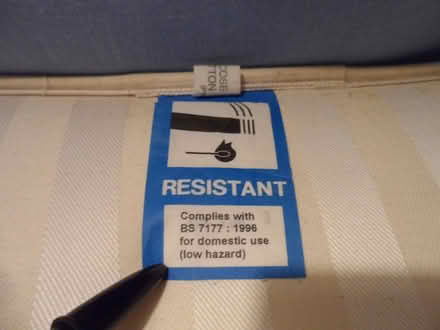 RESISTANT
Complies with
BS 7177 : 1996
for domestic use
(low hazard)